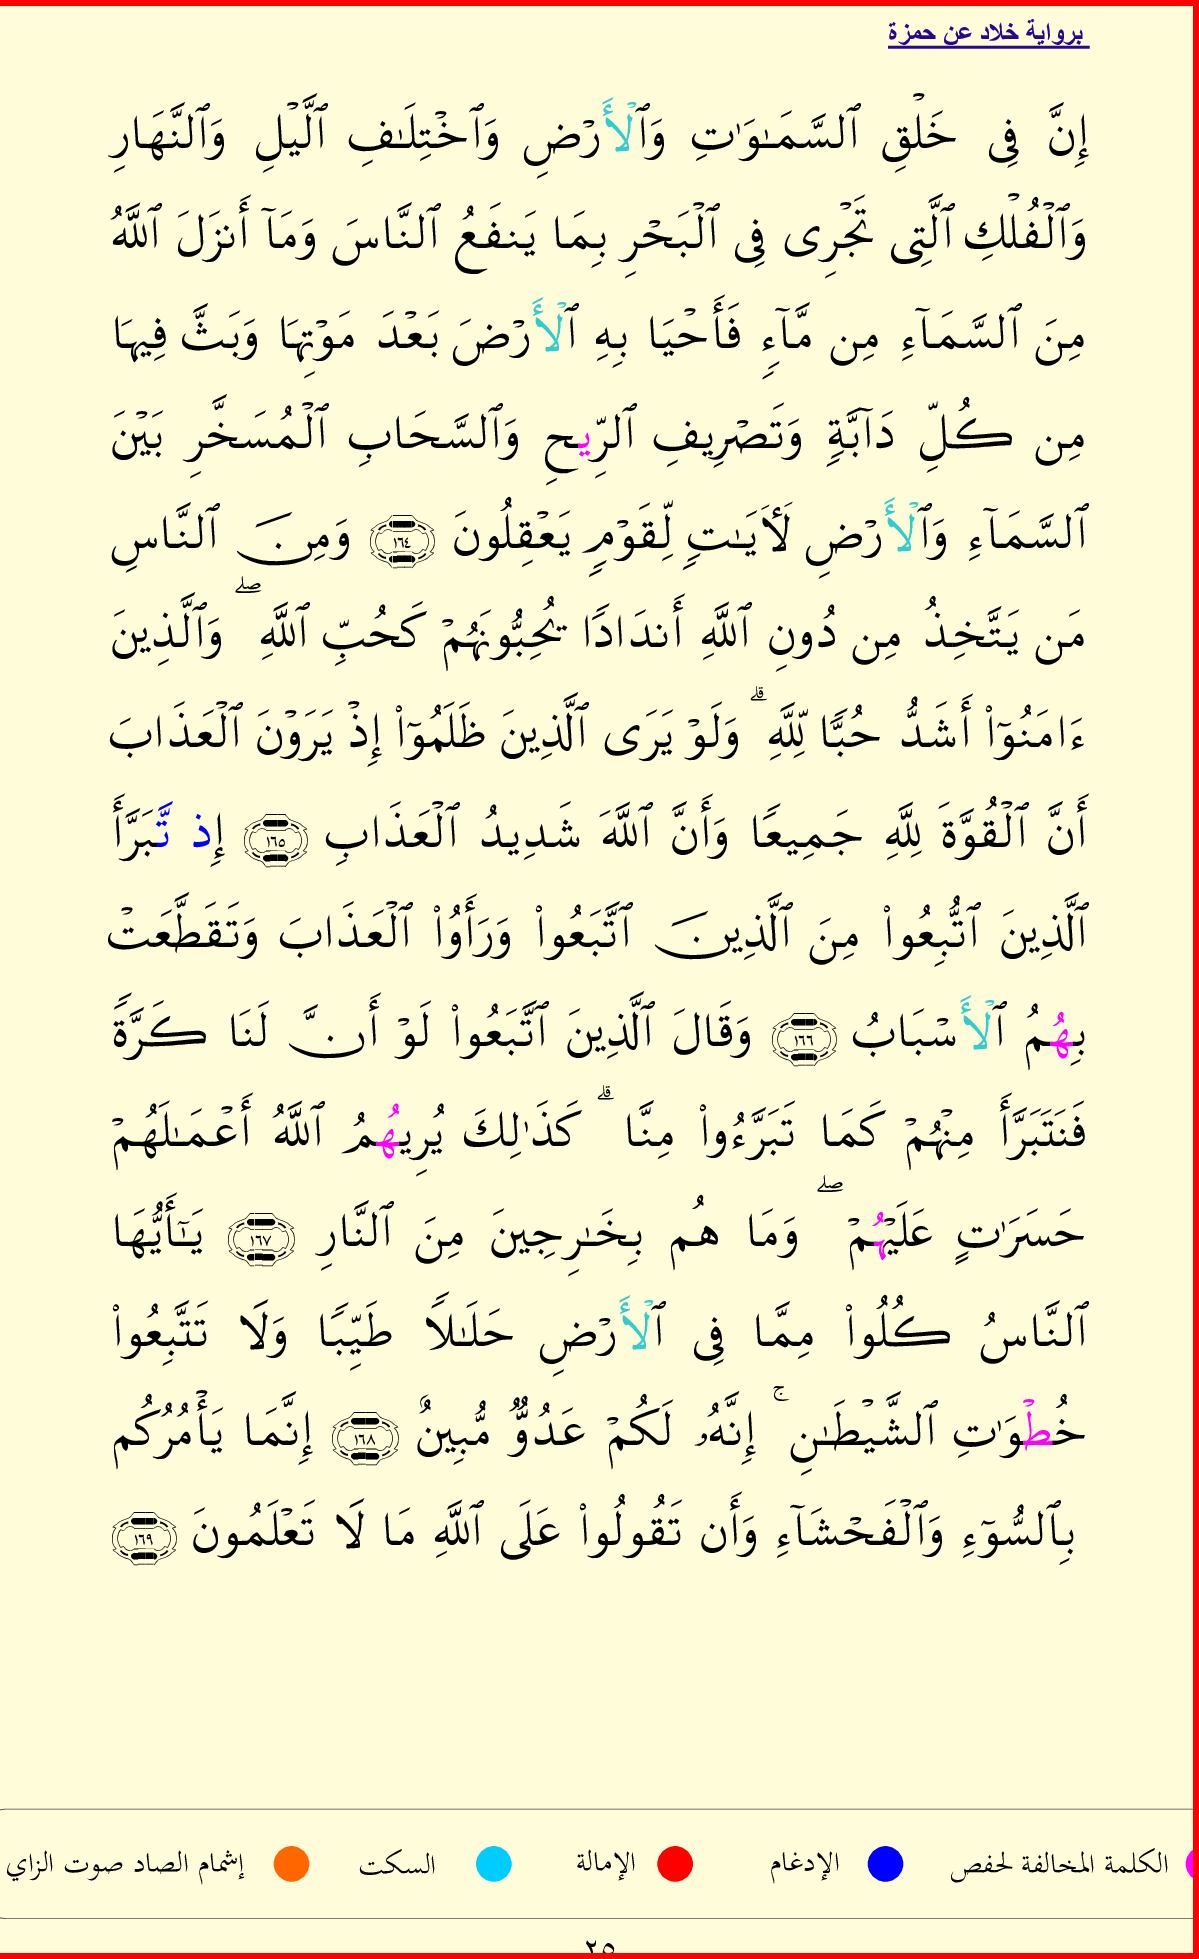 برواية خلاد عن حمزة
إِنَّ فِى خَلْقِ ٱلسَّمَـٰوَٰتِ وَٱلْأَرْضِ وَٱخْتِلَـٰفِ ٱلَّيْلِ وَٱلنَّهَارِ
وَٱلْفُلْكِ ٱلَّتِى تَجْرِى فِى ٱلْبَحْرِ بِمَا يَنفَعُ ٱلنَّاسَ وَمَآ أَنزَلَ ٱللَّهُ
مِنَ ٱلسَّمَآءِ مِن مَّآءٍ فَأَحْيَا بِهِ ٱلْأَرْضَ بَعْدَ مَوْتِهَا وَبَثَّ فِيهَا
مِن كُلِّ دَآبَّةٍ وَتَصْرِيفِ ٱلرِّيحِ وَٱلسَّحَابِ ٱلْمُسَخَّرِ بَيْنَ
ٱلسَّمَآءِ وَٱلْأَرْضِ لَأَيَـٰتٍ لِّقَوْمٍ يَعْقِلُونَ ١٦٤ وَمِنَ ٱلنَّاسِ
مَن يَتَّخِذُ مِن دُونِ ٱللَّهِ أَندَادًا يُحِبُّونَهُمْ كَحُبِّ ٱللَّهِ ۖ وَٱلَّذِينَ
ءَامَنُوٓا۟ أَشَدُّ حُبًّا لِّلَّهِ ۗ وَلَوْ يَرَى ٱلَّذِينَ ظَلَمُوٓا۟ إِذْ يَرَوْنَ ٱلْعَذَابَ
أَنَّ ٱلْقُوَّةَ لِلَّهِ جَمِيعًا وَأَنَّ ٱللَّهَ شَدِيدُ ٱلْعَذَابِ ١٦٥ إِذ تَّبَرَّأَ
ٱلَّذِينَ ٱتُّبِعُوا۟ مِنَ ٱلَّذِينَ ٱتَّبَعُوا۟ وَرَأَوُا۟ ٱلْعَذَابَ وَتَقَطَّعَتْ
بِهُمُ ٱلْأَسْبَابُ ١٦٦ وَقَالَ ٱلَّذِينَ ٱتَّبَعُوا۟ لَوْ أَنَّ لَنَا كَرَّةً
فَنَتَبَرَّأَ مِنْهُمْ كَمَا تَبَرَّءُوا۟ مِنَّا ۗ كَذَٰلِكَ يُرِيهُمُ ٱللَّهُ أَعْمَـٰلَهُمْ
حَسَرَٰتٍ عَلَيْهُمْ ۖ وَمَا هُم بِخَـٰرِجِينَ مِنَ ٱلنَّارِ ١٦٧ يَـٰٓأَيُّهَا
ٱلنَّاسُ كُلُوا۟ مِمَّا فِى ٱلْأَرْضِ حَلَـٰلًا طَيِّبًا وَلَا تَتَّبِعُوا۟
خُطْوَٰتِ ٱلشَّيْطَـٰنِ ۚ إِنَّهُۥ لَكُمْ عَدُوٌّ مُّبِينٌ ١٦٨ إِنَّمَا يَأْمُرُكُم
بِٱلسُّوٓءِ وَٱلْفَحْشَآءِ وَأَن تَقُولُوا۟ عَلَى ٱللَّهِ مَا لَا تَعْلَمُونَ ١٦٩
الكلمة المخالفة لحفص الإدغام الإمالة السكت إشمام الصاد صوت الزاي
٢٥